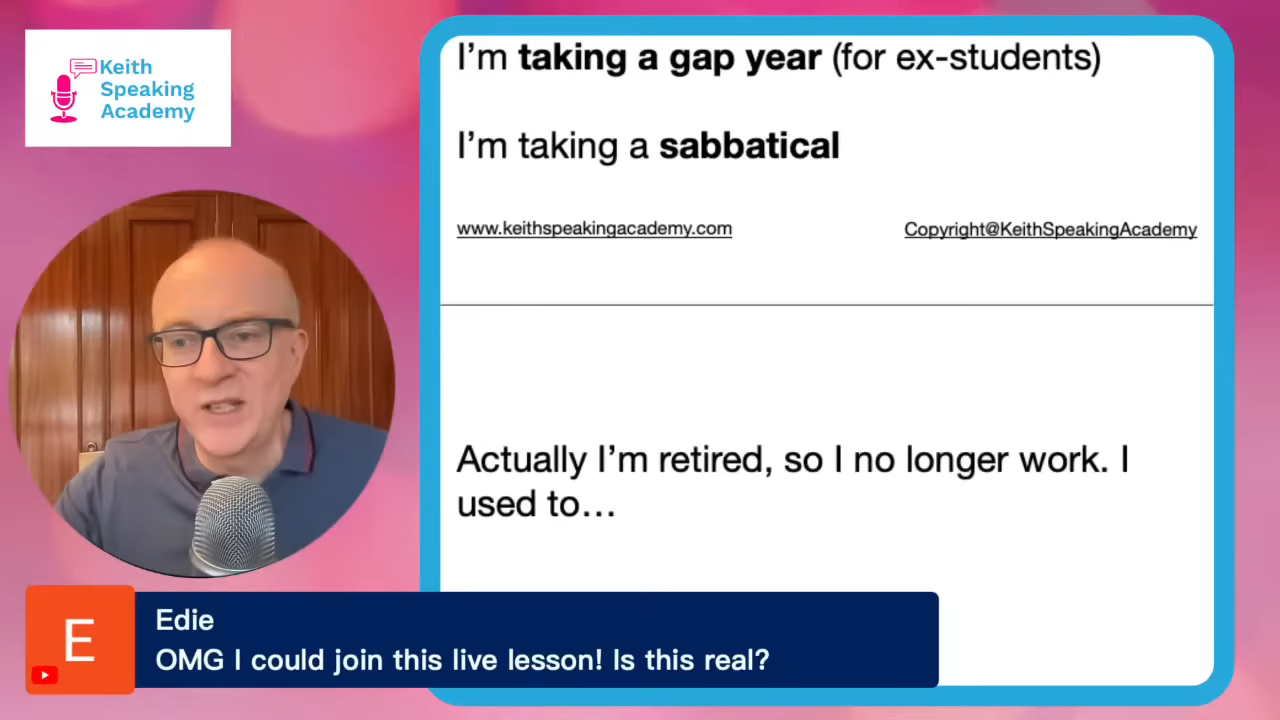 Keith
Speaking
Academy
I'm taking a gap year (for ex-students)
I'm taking a sabbatical
www.keithspeakingacademy.com
Copyright@KeithSpeakingAcademy
Actually I'm retired, so I no longer work. I
used to…
E
Edie
OMG I could join this live lesson! Is this real?